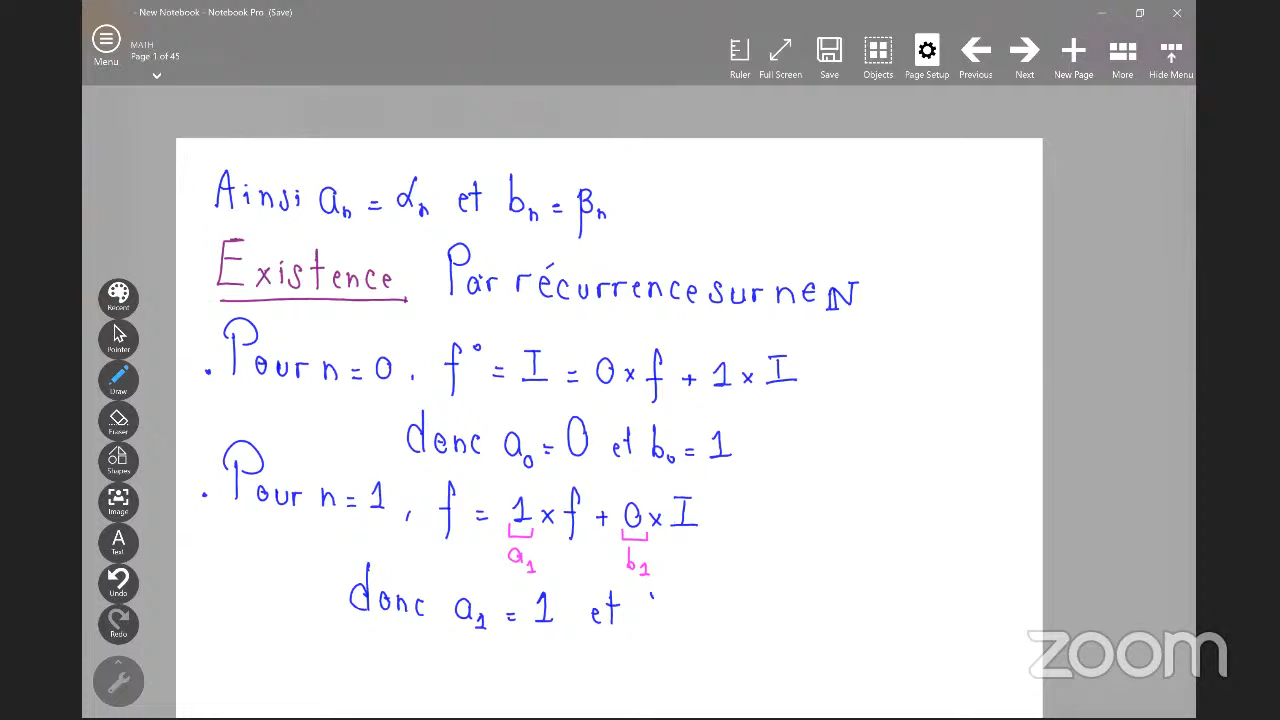 - New Notebook - Notebook Pro (Save)
Menu
MATH
Page 1 of 45
Ruler
Full Screen
Save
Objects
Page Setup
Previous
Next
New Page
More
Hide Menu
Recent
Pointer
Draw
Eraser
Shapes
Image
Text
Undo
Redo
Ainsi aₙ = αₙ et bₙ = βₙ
Existence Par récurrence sur n ∈ ℕ
. Pour n = 0, f⁰ = I = 0 × f + 1 × I
donc a₀ = 0 et b₀ = 1
. Pour n = 1, f = 1 × f + 0 × I
a₁ b₁
donc a₁ = 1 et
zoom